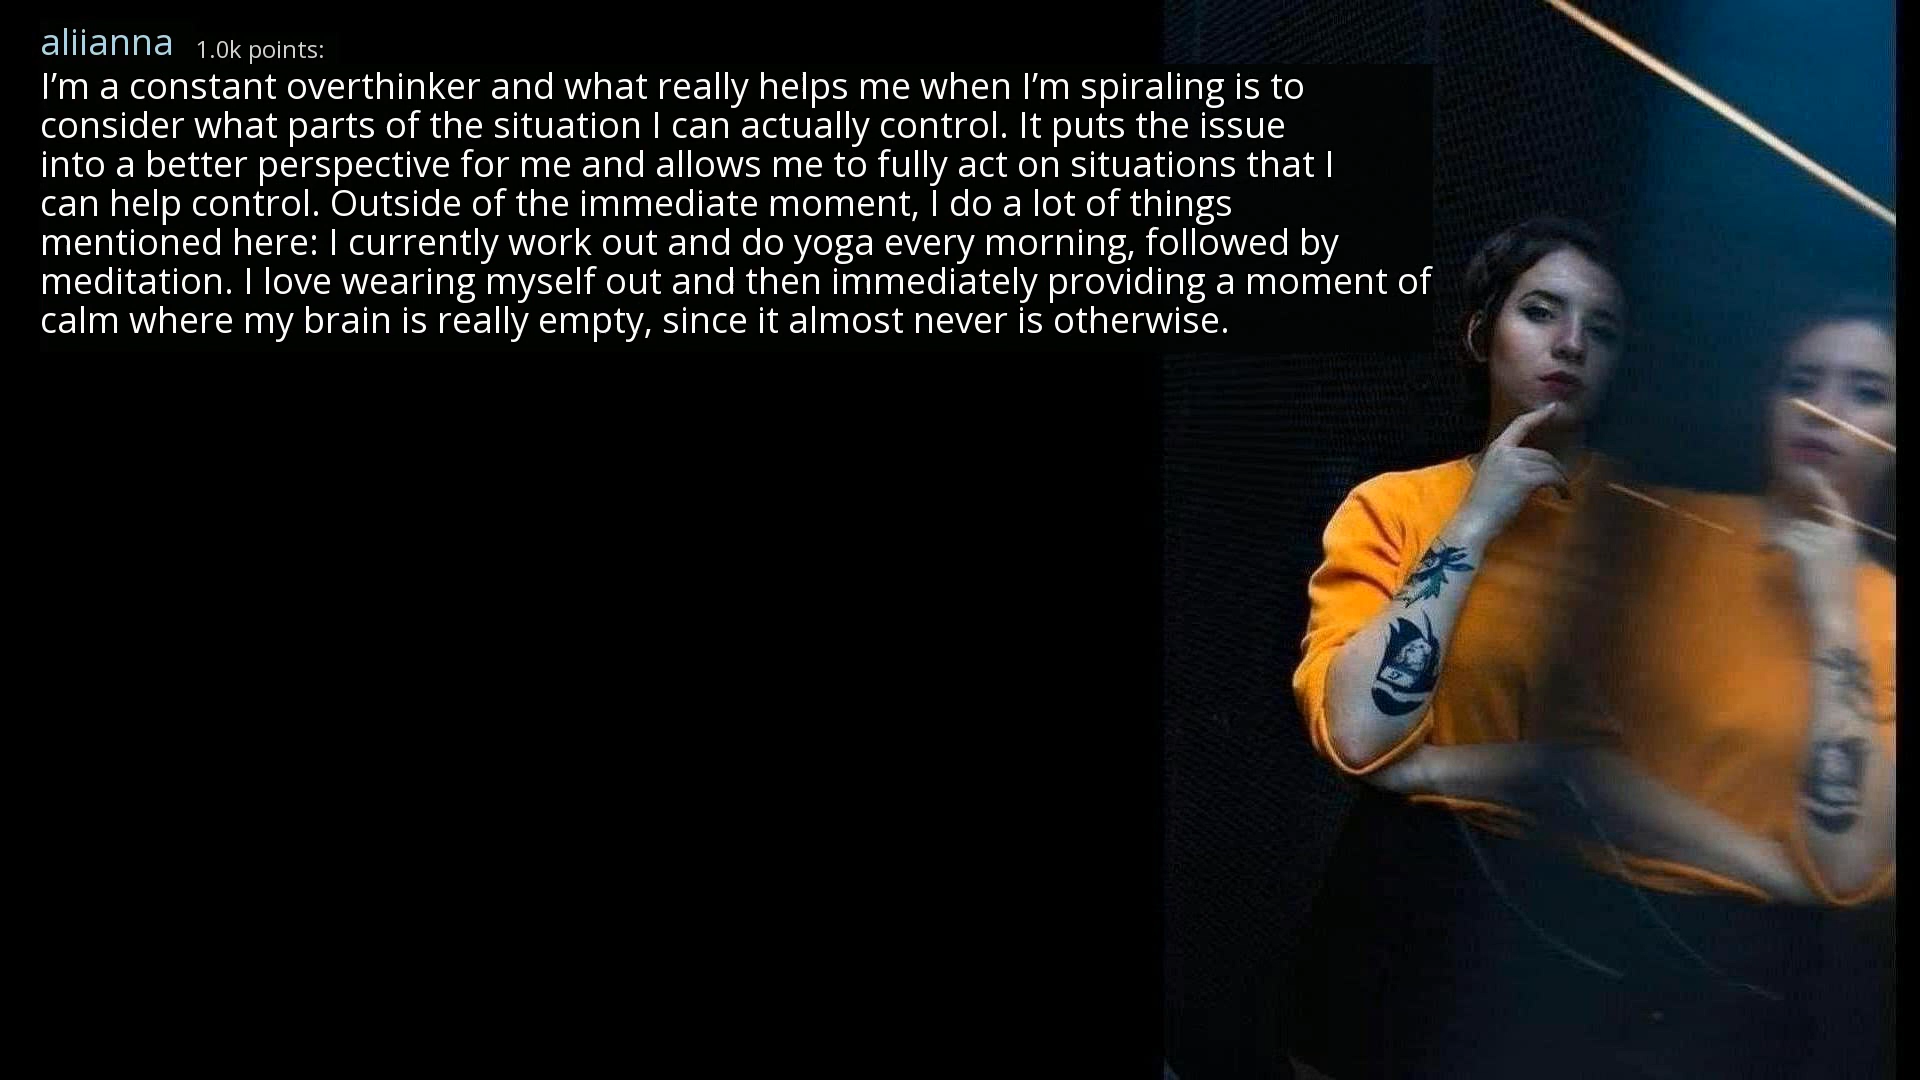 aliianna 1.0k points:
I’m a constant overthinker and what really helps me when I’m spiraling is to
consider what parts of the situation I can actually control. It puts the issue
into a better perspective for me and allows me to fully act on situations that I
can help control. Outside of the immediate moment, I do a lot of things
mentioned here: I currently work out and do yoga every morning, followed by
meditation. I love wearing myself out and then immediately providing a moment of
calm where my brain is really empty, since it almost never is otherwise.